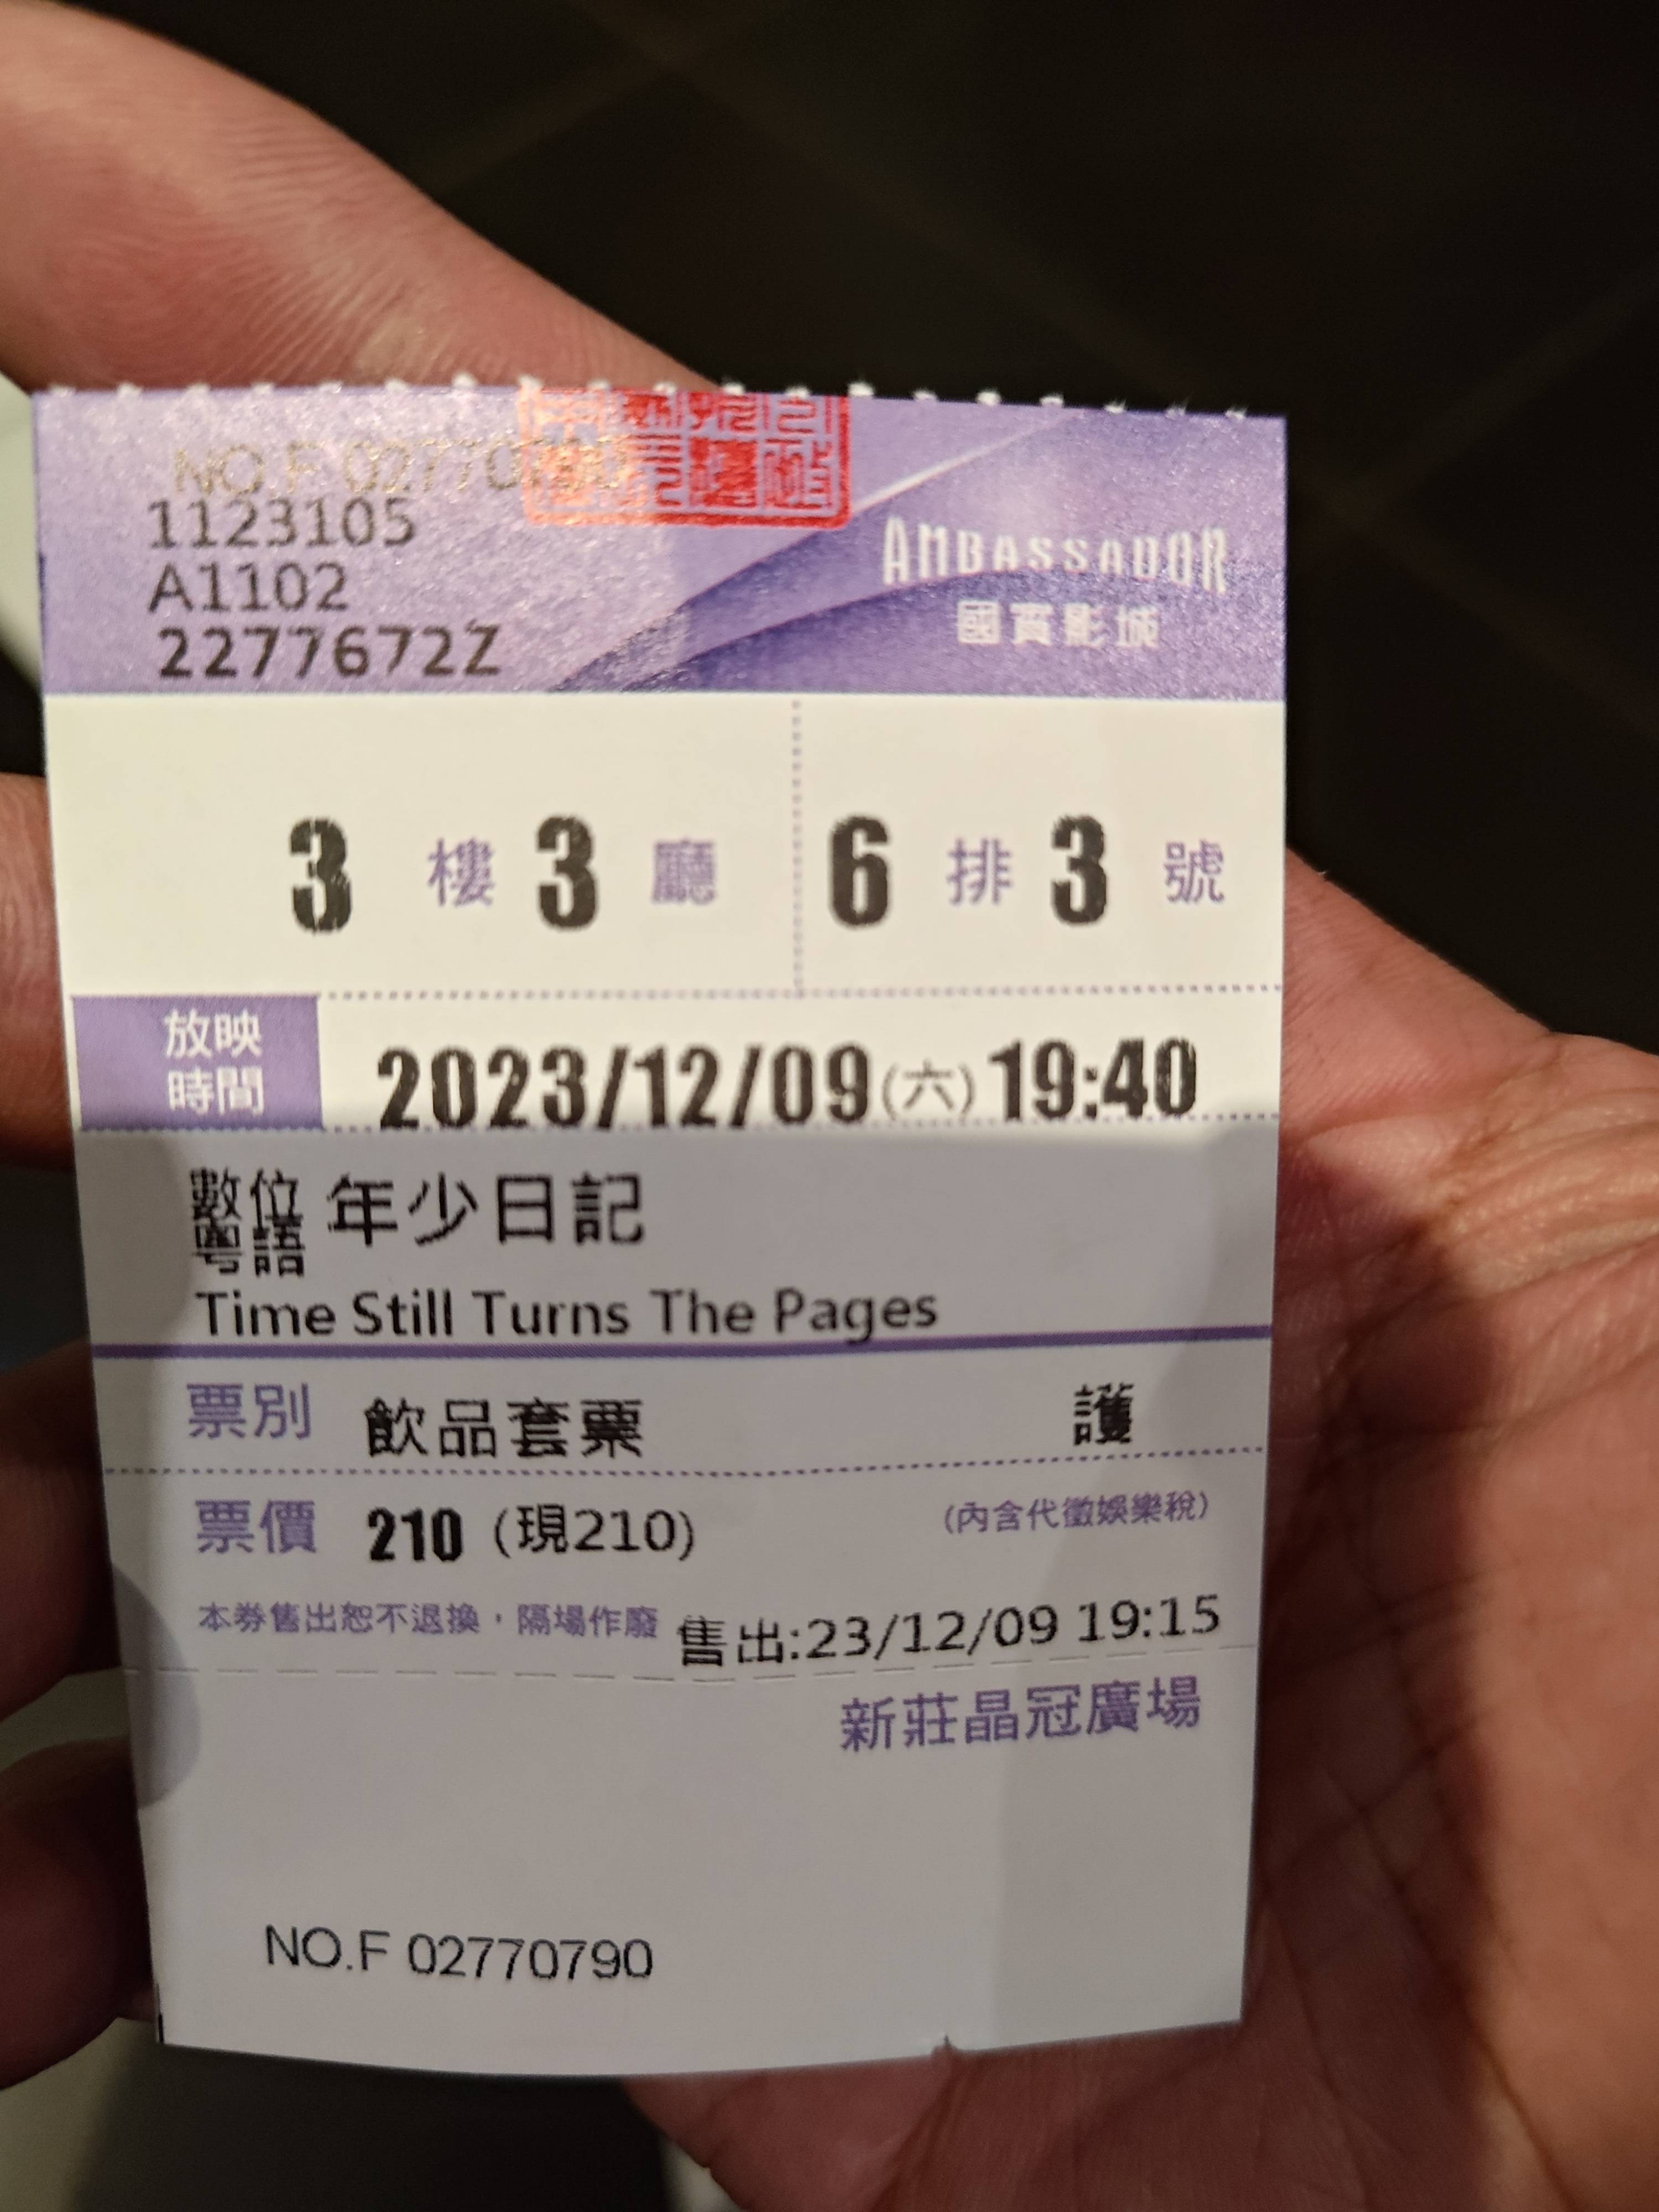 NO.F 02770790
1123105
A1102
2277672Z
AMBASSADOR
國賓影城
3 樓 3 廳 6 排 3 號
放映時間 2023/12/09(六) 19:40
數位粵語 年少日記
Time Still Turns The Pages
票別 飲品套票 護
票價 210 (現210) (內含代徵娛樂稅)
本券售出恕不退換,隔場作廢 售出:23/12/09 19:15
新莊晶冠廣場
NO.F 02770790